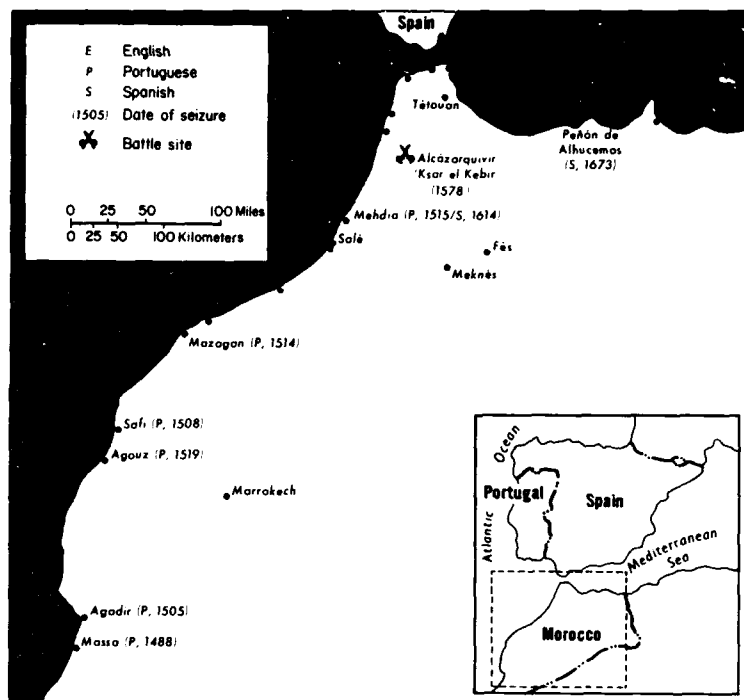 Spain
E English
P Portuguese
S Spanish
(1505) Date of seizure
Battle site
0 25 50 100 Miles
0 25 50 100 Kilometers
Tétouan
Peñón de
Alhucemas
(S, 1673)
Alcázarquivir
'Ksar el Kebir
(1578)
Mehdia (P, 1515/S, 1614)
Salé
Fès
Meknès
Mazagan (P, 1514)
Safi (P, 1508)
Agouz (P, 1519)
Marrakech
Agadir (P, 1505)
Massa (P, 1488)
Ocean
Atlantic
Portugal
Spain
Mediterranean
Sea
Morocco